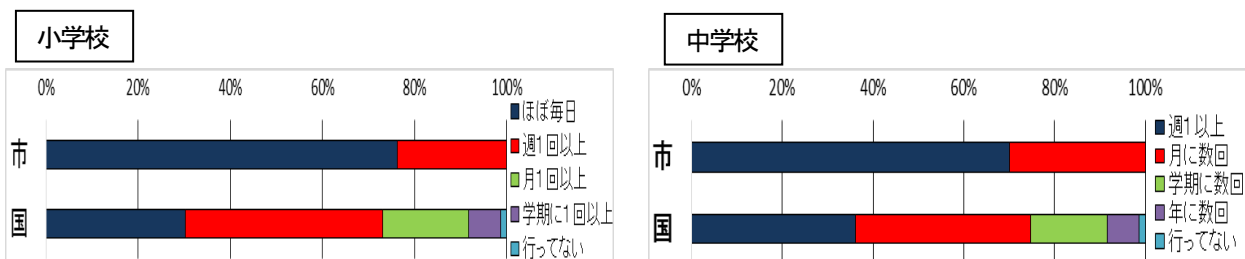 小学校
0% 20% 40% 60% 80% 100%
市
国
ほぼ毎日
週1回以上
月1回以上
学期に1回以上
行ってない
中学校
0% 20% 40% 60% 80% 100%
市
国
週1以上
月に数回
学期に数回
年に数回
行ってない